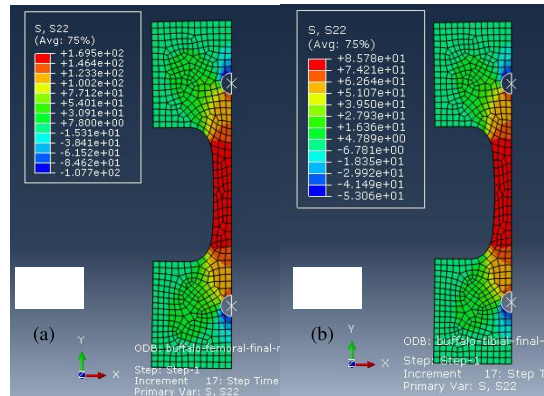 S, S22
(Avg: 75%)
+1.695e+02
+1.464e+02
+1.233e+02
+1.002e+02
+7.712e+01
+5.401e+01
+3.091e+01
+7.800e+00
-1.531e+01
-3.841e+01
-6.152e+01
-8.462e+01
-1.077e+02
(a)
Y
X
ODB: buffalo-femoral-final-r
Step: Step-1
Increment 17: Step Time
Primary Var: S, S22
S, S22
(Avg: 75%)
+8.578e+01
+7.421e+01
+6.264e+01
+5.107e+01
+3.950e+01
+2.793e+01
+1.636e+01
+4.789e+00
-6.781e+00
-1.835e+01
-2.992e+01
-4.149e+01
-5.306e+01
(b)
Y
X
ODB: buffalo-tibial-final-
Step: Step-1
Increment 17: Step T
Primary Var: S, S22